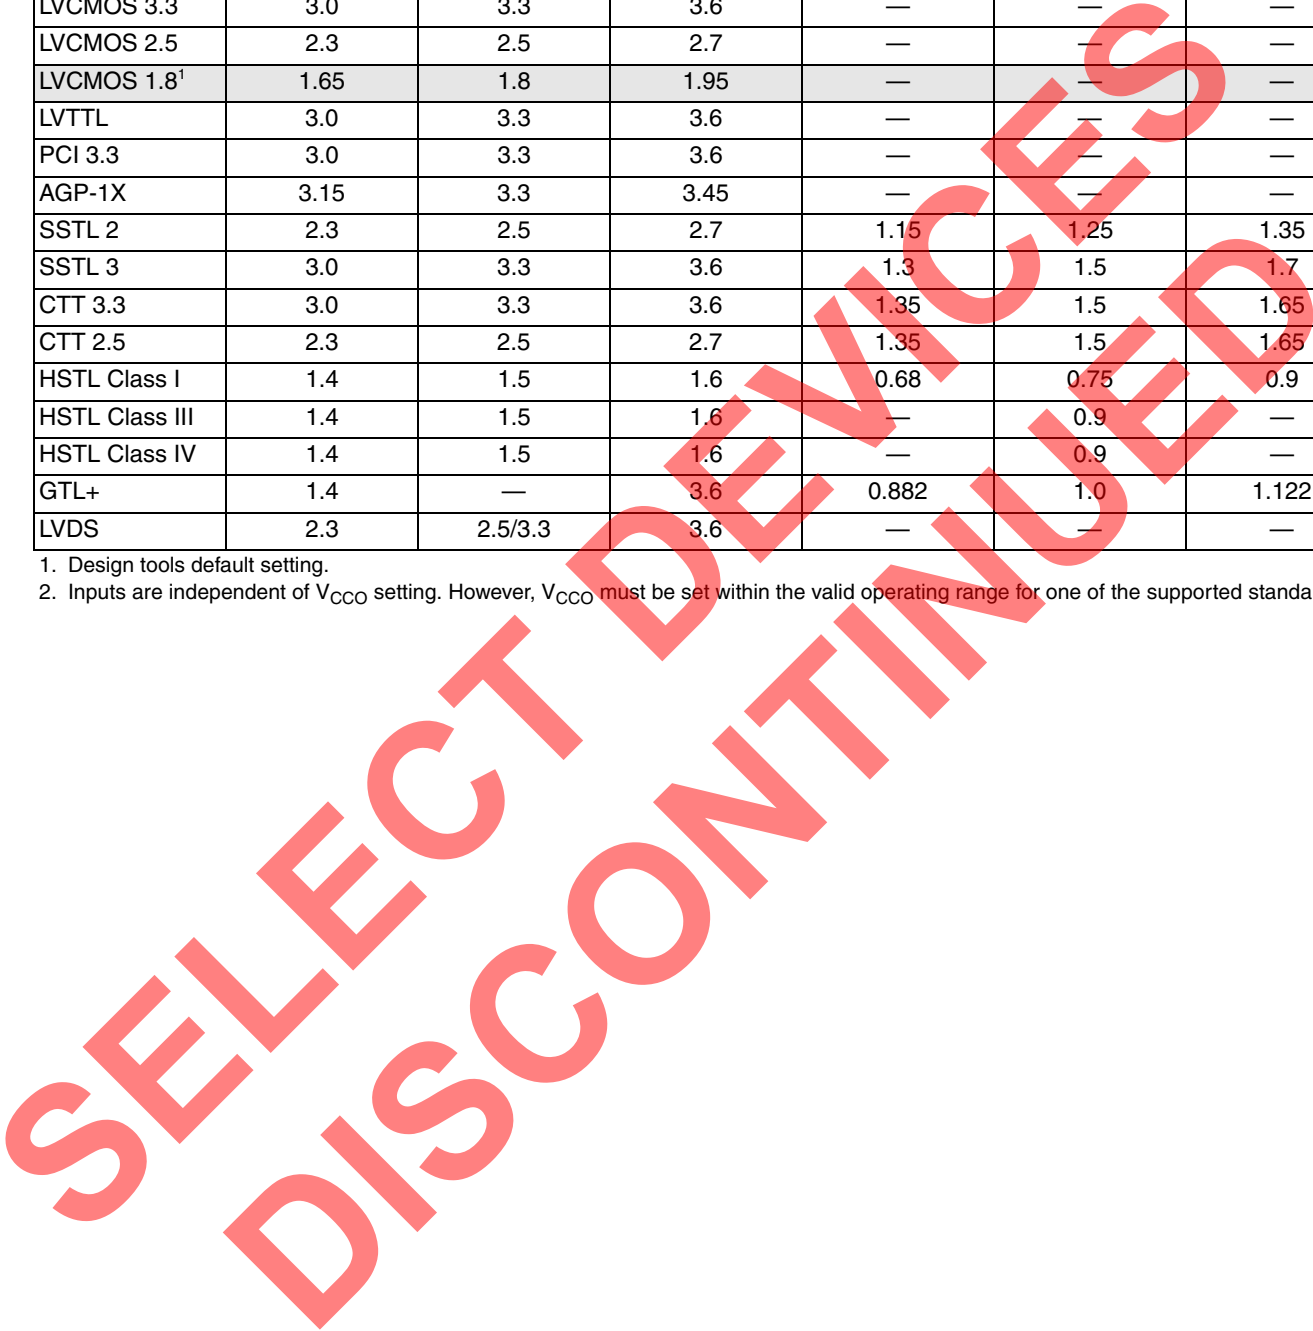 LVCMOS 3.3 3.0 3.3 3.6 — — —
LVCMOS 2.5 2.3 2.5 2.7 — — —
LVCMOS 1.8¹ 1.65 1.8 1.95 — — —
LVTTL 3.0 3.3 3.6 — — —
PCI 3.3 3.0 3.3 3.6 — — —
AGP-1X 3.15 3.3 3.45 — — —
SSTL 2 2.3 2.5 2.7 1.15 1.25 1.35
SSTL 3 3.0 3.3 3.6 1.3 1.5 1.7
CTT 3.3 3.0 3.3 3.6 1.35 1.5 1.65
CTT 2.5 2.3 2.5 2.7 1.35 1.5 1.65
HSTL Class I 1.4 1.5 1.6 0.68 0.75 0.9
HSTL Class III 1.4 1.5 1.6 — 0.9 —
HSTL Class IV 1.4 1.5 1.6 — 0.9 —
GTL+ 1.4 — 3.6 0.882 1.0 1.122
LVDS 2.3 2.5/3.3 3.6 — — —
1. Design tools default setting.
2. Inputs are independent of VCCO setting. However, VCCO must be set within the valid operating range for one of the supported standa
SELECT DEVICES
DISCONTINUED